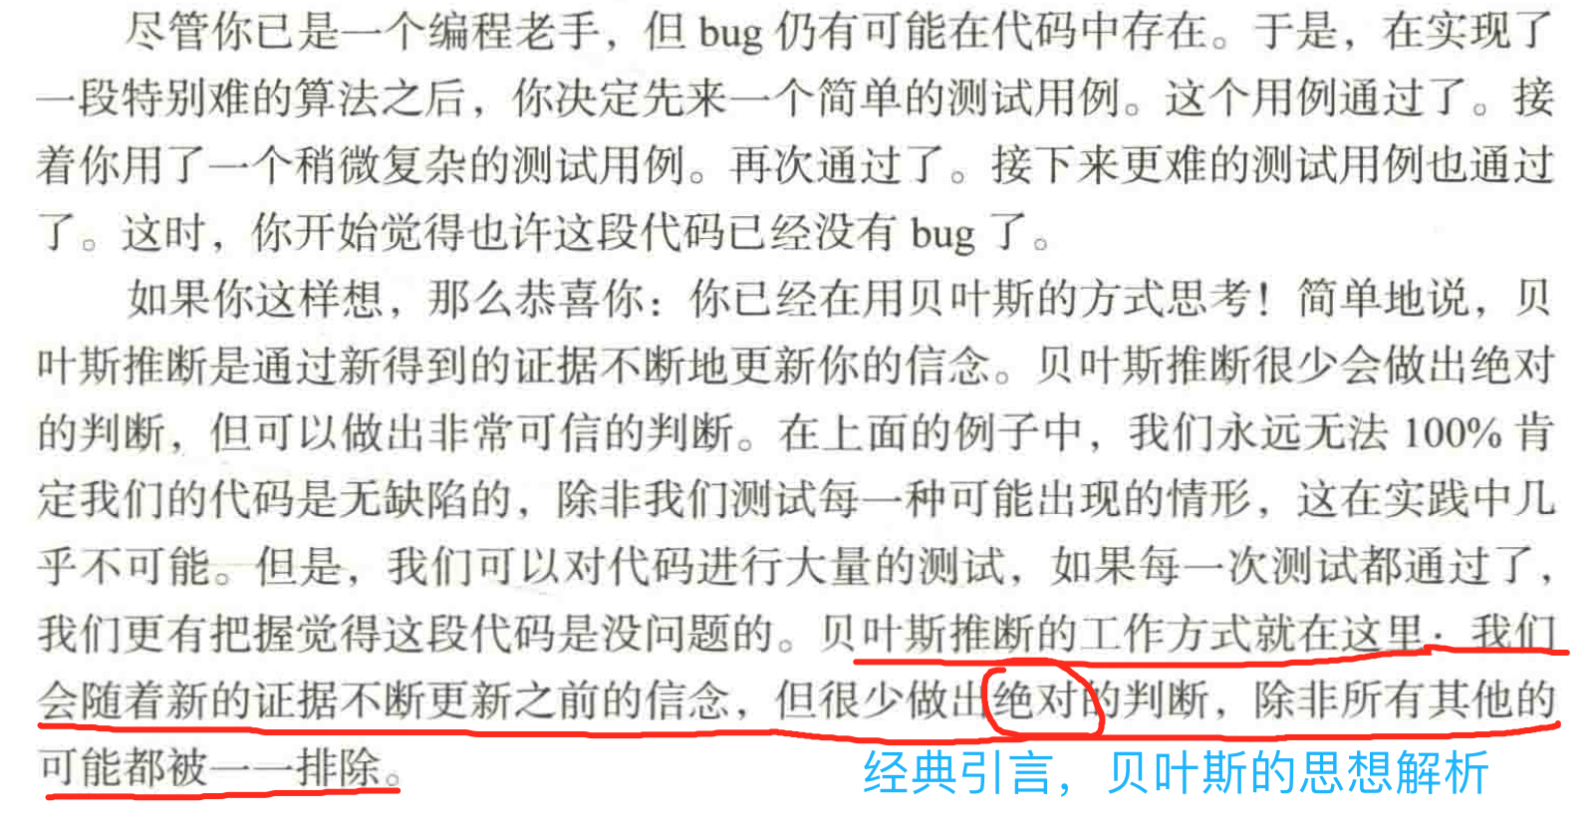 尽管你已是一个编程老手，但 bug 仍有可能在代码中存在。于是，在实现了
一段特别难的算法之后，你决定先来一个简单的测试用例。这个用例通过了。接
着你用了一个稍微复杂的测试用例。再次通过了。接下来更难的测试用例也通过
了。这时，你开始觉得也许这段代码已经没有 bug 了。
如果你这样想，那么恭喜你：你已经在用贝叶斯的方式思考！简单地说，贝
叶斯推断是通过新得到的证据不断地更新你的信念。贝叶斯推断很少会做出绝对
的判断，但可以做出非常可信的判断。在上面的例子中，我们永远无法 100% 肯
定我们的代码是无缺陷的，除非我们测试每一种可能出现的情形，这在实践中几
乎不可能。但是，我们可以对代码进行大量的测试，如果每一次测试都通过了，
我们更有把握觉得这段代码是没问题的。贝叶斯推断的工作方式就在这里：我们
会随着新的证据不断更新之前的信念，但很少做出绝对的判断，除非所有其他的
可能都被一一排除。
经典引言，贝叶斯的思想解析